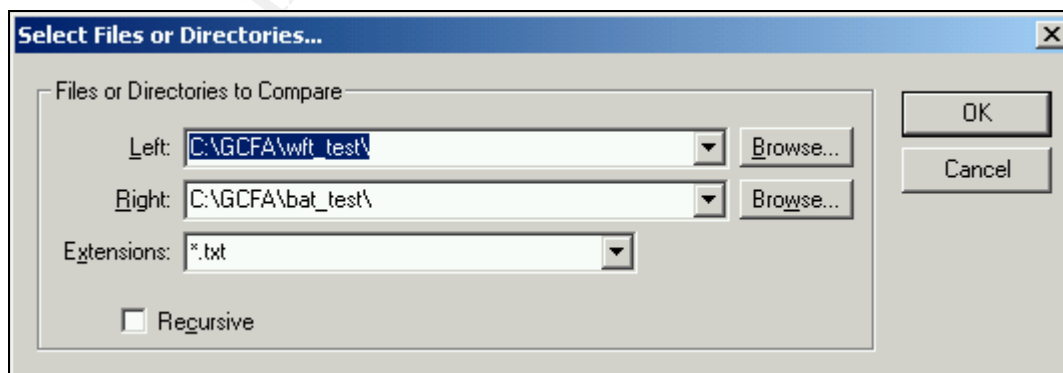 Select Files or Directories...
Files or Directories to Compare
Left: C:\GCFA\wft_test\ Browse...
Right: C:\GCFA\bat_test\ Browse...
Extensions: *.txt
Recursive
OK
Cancel